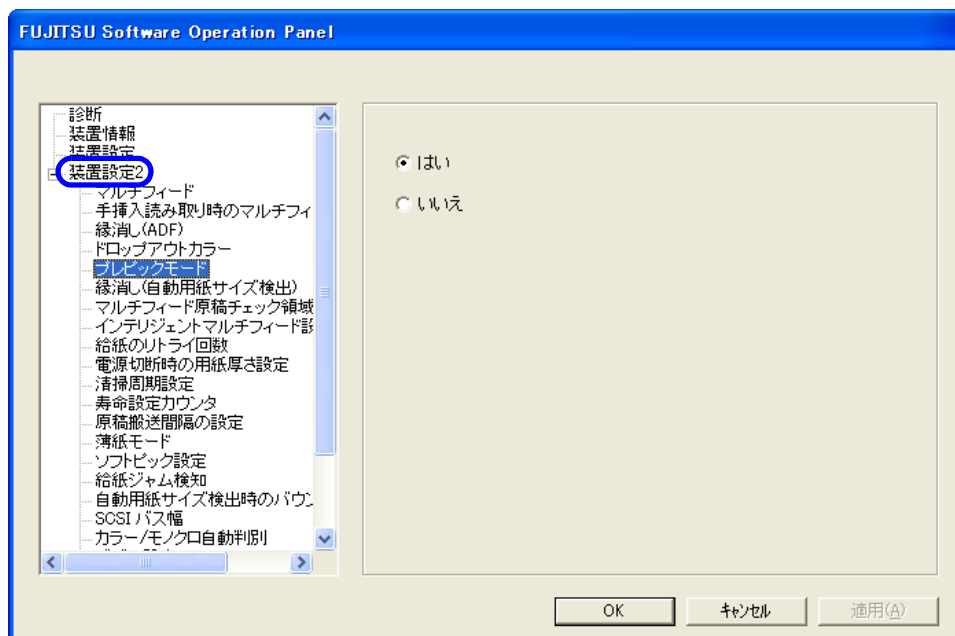 FUJITSU Software Operation Panel
診断
装置情報
装置設定
装置設定2
マルチフィード
手挿入読み取り時のマルチフィ
縁消し(ADF)
ドロップアウトカラー
プレピックモード
縁消し(自動用紙サイズ検出)
マルチフィード原稿チェック領域
インテリジェントマルチフィード設
給紙のリトライ回数
電源切断時の用紙厚さ設定
清掃周期設定
寿命設定カウンタ
原稿搬送間隔の設定
薄紙モード
ソフトピック設定
給紙ジャム検知
自動用紙サイズ検出時のバウン
SCSI バス幅
カラー/モノクロ自動判別
はい
いいえ
OK
キャンセル
適用(A)